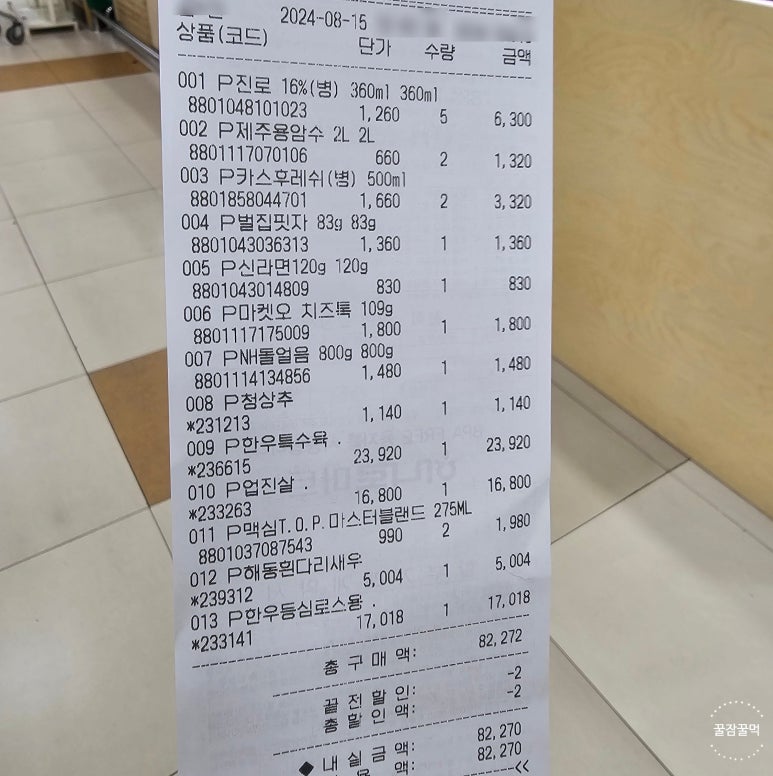 2024-08-15
상품(코드) 단가 수량 금액
001 P진로 16%(병) 360ml 360ml
8801048101023 1,260 5 6,300
002 P제주용암수 2L 2L
8801117070106 660 2 1,320
003 P카스후레쉬(병) 500ml
8801858044701 1,660 2 3,320
004 P벌집핏자 83g 83g
8801043036313 1,360 1 1,360
005 P신라면120g 120g
8801043014809 830 1 830
006 P마켓오 치즈톡 109g
8801117175009 1,800 1 1,800
007 PNH돌얼음 800g 800g
8801114134856 1,480 1 1,480
008 P청상추
*231213 1,140 1 1,140
009 P한우특수육 .
*236615 23,920 1 23,920
010 P업진살 .
*233263 16,800 1 16,800
011 P맥심T.O.P.마스터블랜드 275ML
8801037087543 990 2 1,980
012 P해동흰다리새우
*239312 5,004 1 5,004
013 P한우등심로스용 .
*233141 17,018 1 17,018
총 구 매 액: 82,272
끝 전 할 인: -2
총 할 인 액: -2
◆ 내 실 금 액: 82,270
액: 82,270
<<
꿀잠꿀먹